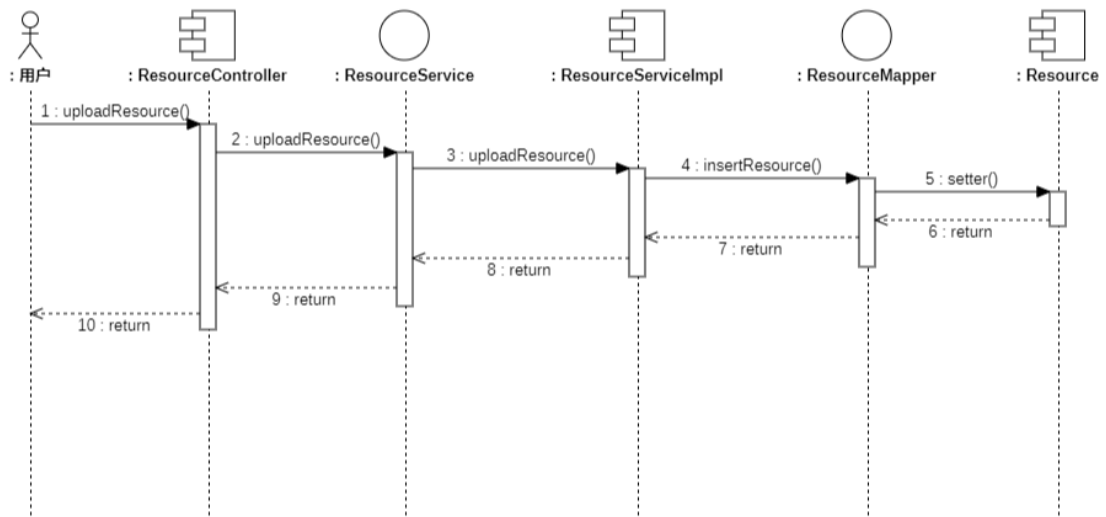 : 用户
: ResourceController
: ResourceService
: ResourceServiceImpl
: ResourceMapper
: Resource
1 : uploadResource()
2 : uploadResource()
3 : uploadResource()
4 : insertResource()
5 : setter()
6 : return
7 : return
8 : return
9 : return
10 : return